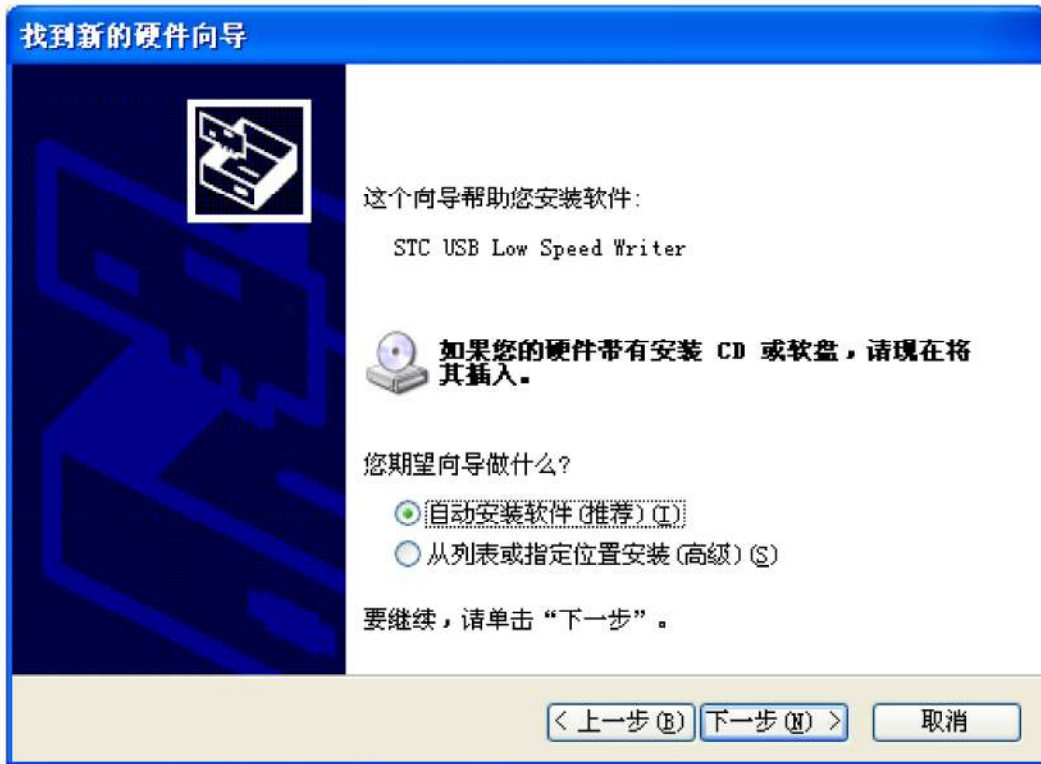 找到新的硬件向导
这个向导帮助您安装软件:
STC USB Low Speed Writer
如果您的硬件带有安装 CD 或软盘，请现在将
其插入。
您期望向导做什么?
自动安装软件(推荐)(I)
从列表或指定位置安装(高级)(S)
要继续，请单击“下一步”。
< 上一步(B) 下一步(N) > 取消